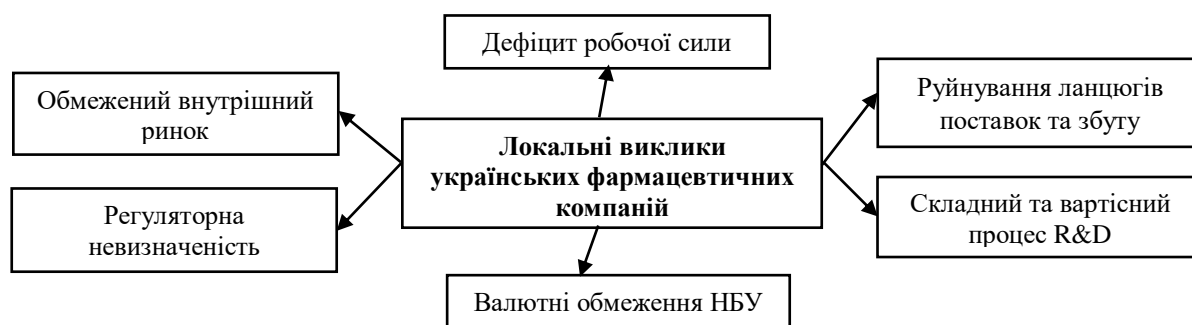 Дефіцит робочої сили
Обмежений внутрішний
ринок
Руйнування ланцюгів
поставок та збуту
Локальні виклики
українських фармацевтичних
компаній
Регуляторна
невизначеність
Складний та вартісний
процес R&D
Валютні обмеження НБУ